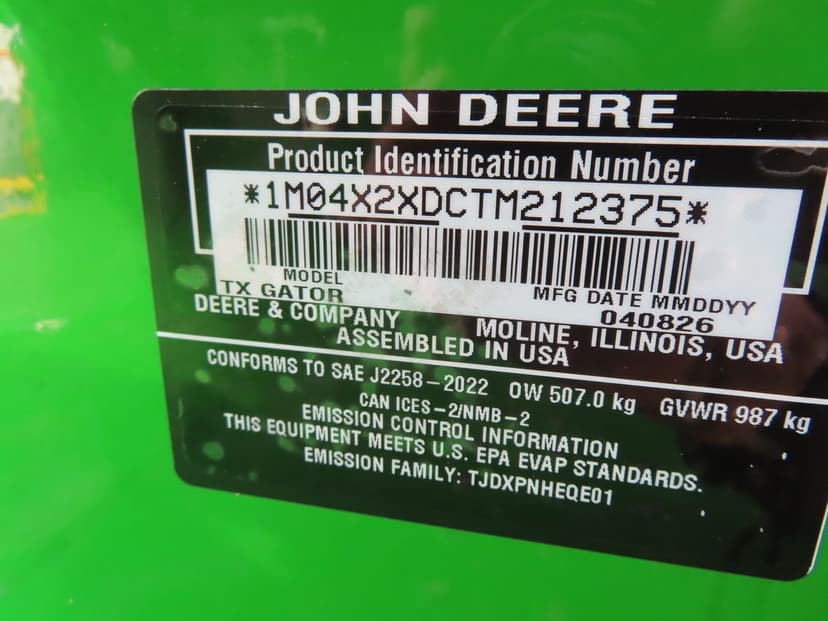 JOHN DEERE
Product Identification Number
*1M04X2XDCTM212375*
MODEL
TX GATOR
MFG DATE MMDDYY
040826
DEERE & COMPANY MOLINE, ILLINOIS, USA
ASSEMBLED IN USA
CONFORMS TO SAE J2258-2022 OW 507.0 kg GVWR 987 kg
CAN ICES-2/NMB-2
EMISSION CONTROL INFORMATION
THIS EQUIPMENT MEETS U.S. EPA EVAP STANDARDS.
EMISSION FAMILY: TJDXPNHEQE01